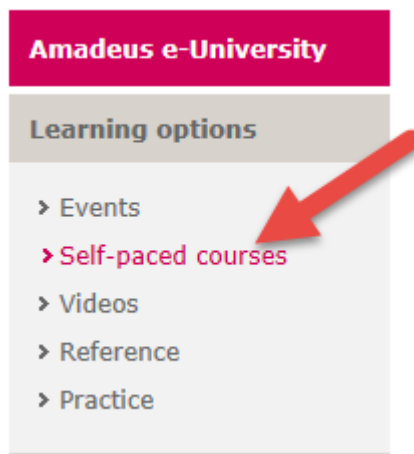 Amadeus e-University
Learning options
Events
Self-paced courses
Videos
Reference
Practice